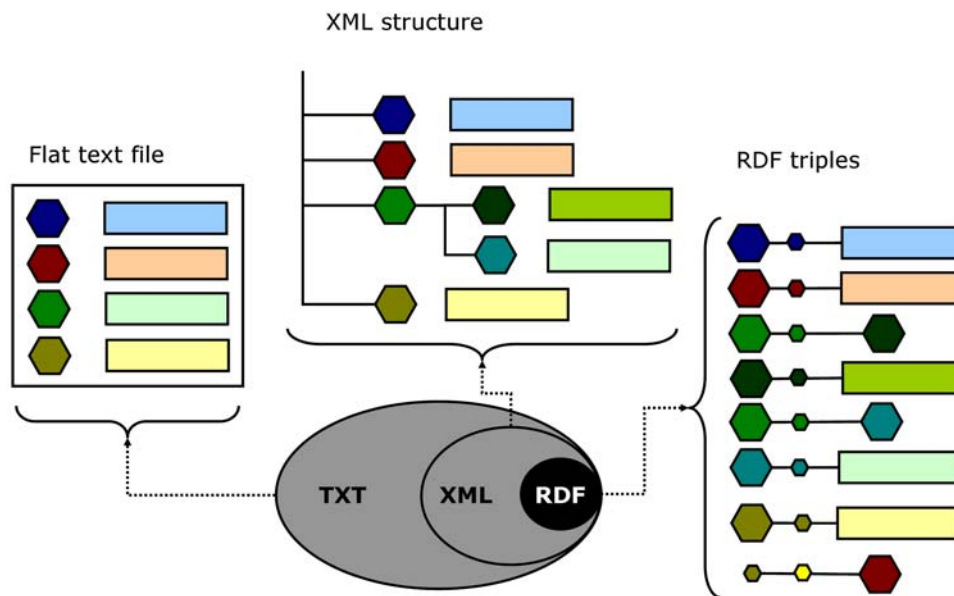 XML structure
Flat text file
RDF triples
TXT
XML
RDF